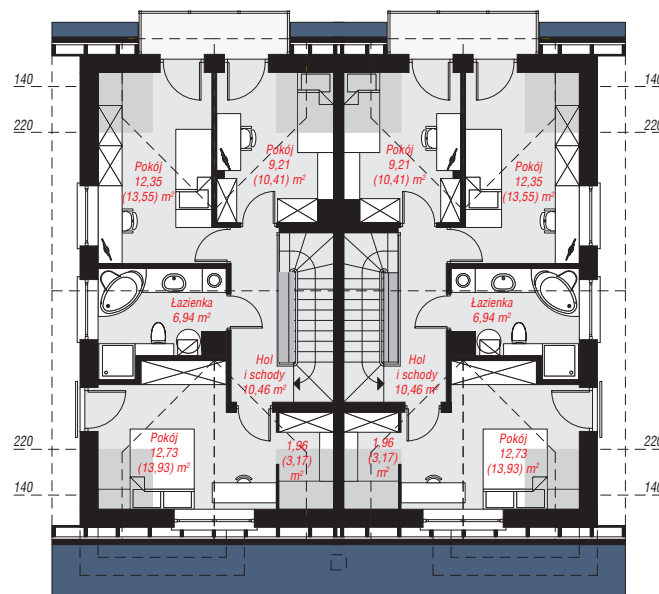 140
140
220
220
Pokój
12,35
(13,55) m²
Pokój
9,21
(10,41) m²
Pokój
9,21
(10,41) m²
Pokój
12,35
(13,55) m²
Łazienka
6,94 m²
Łazienka
6,94 m²
Hol
i schody
10,46 m²
Hol
i schody
10,46 m²
Pokój
12,73
(13,93) m²
1,96
(3,17)
m²
1,96
(3,17)
m²
Pokój
12,73
(13,93) m²
220
220
140
140